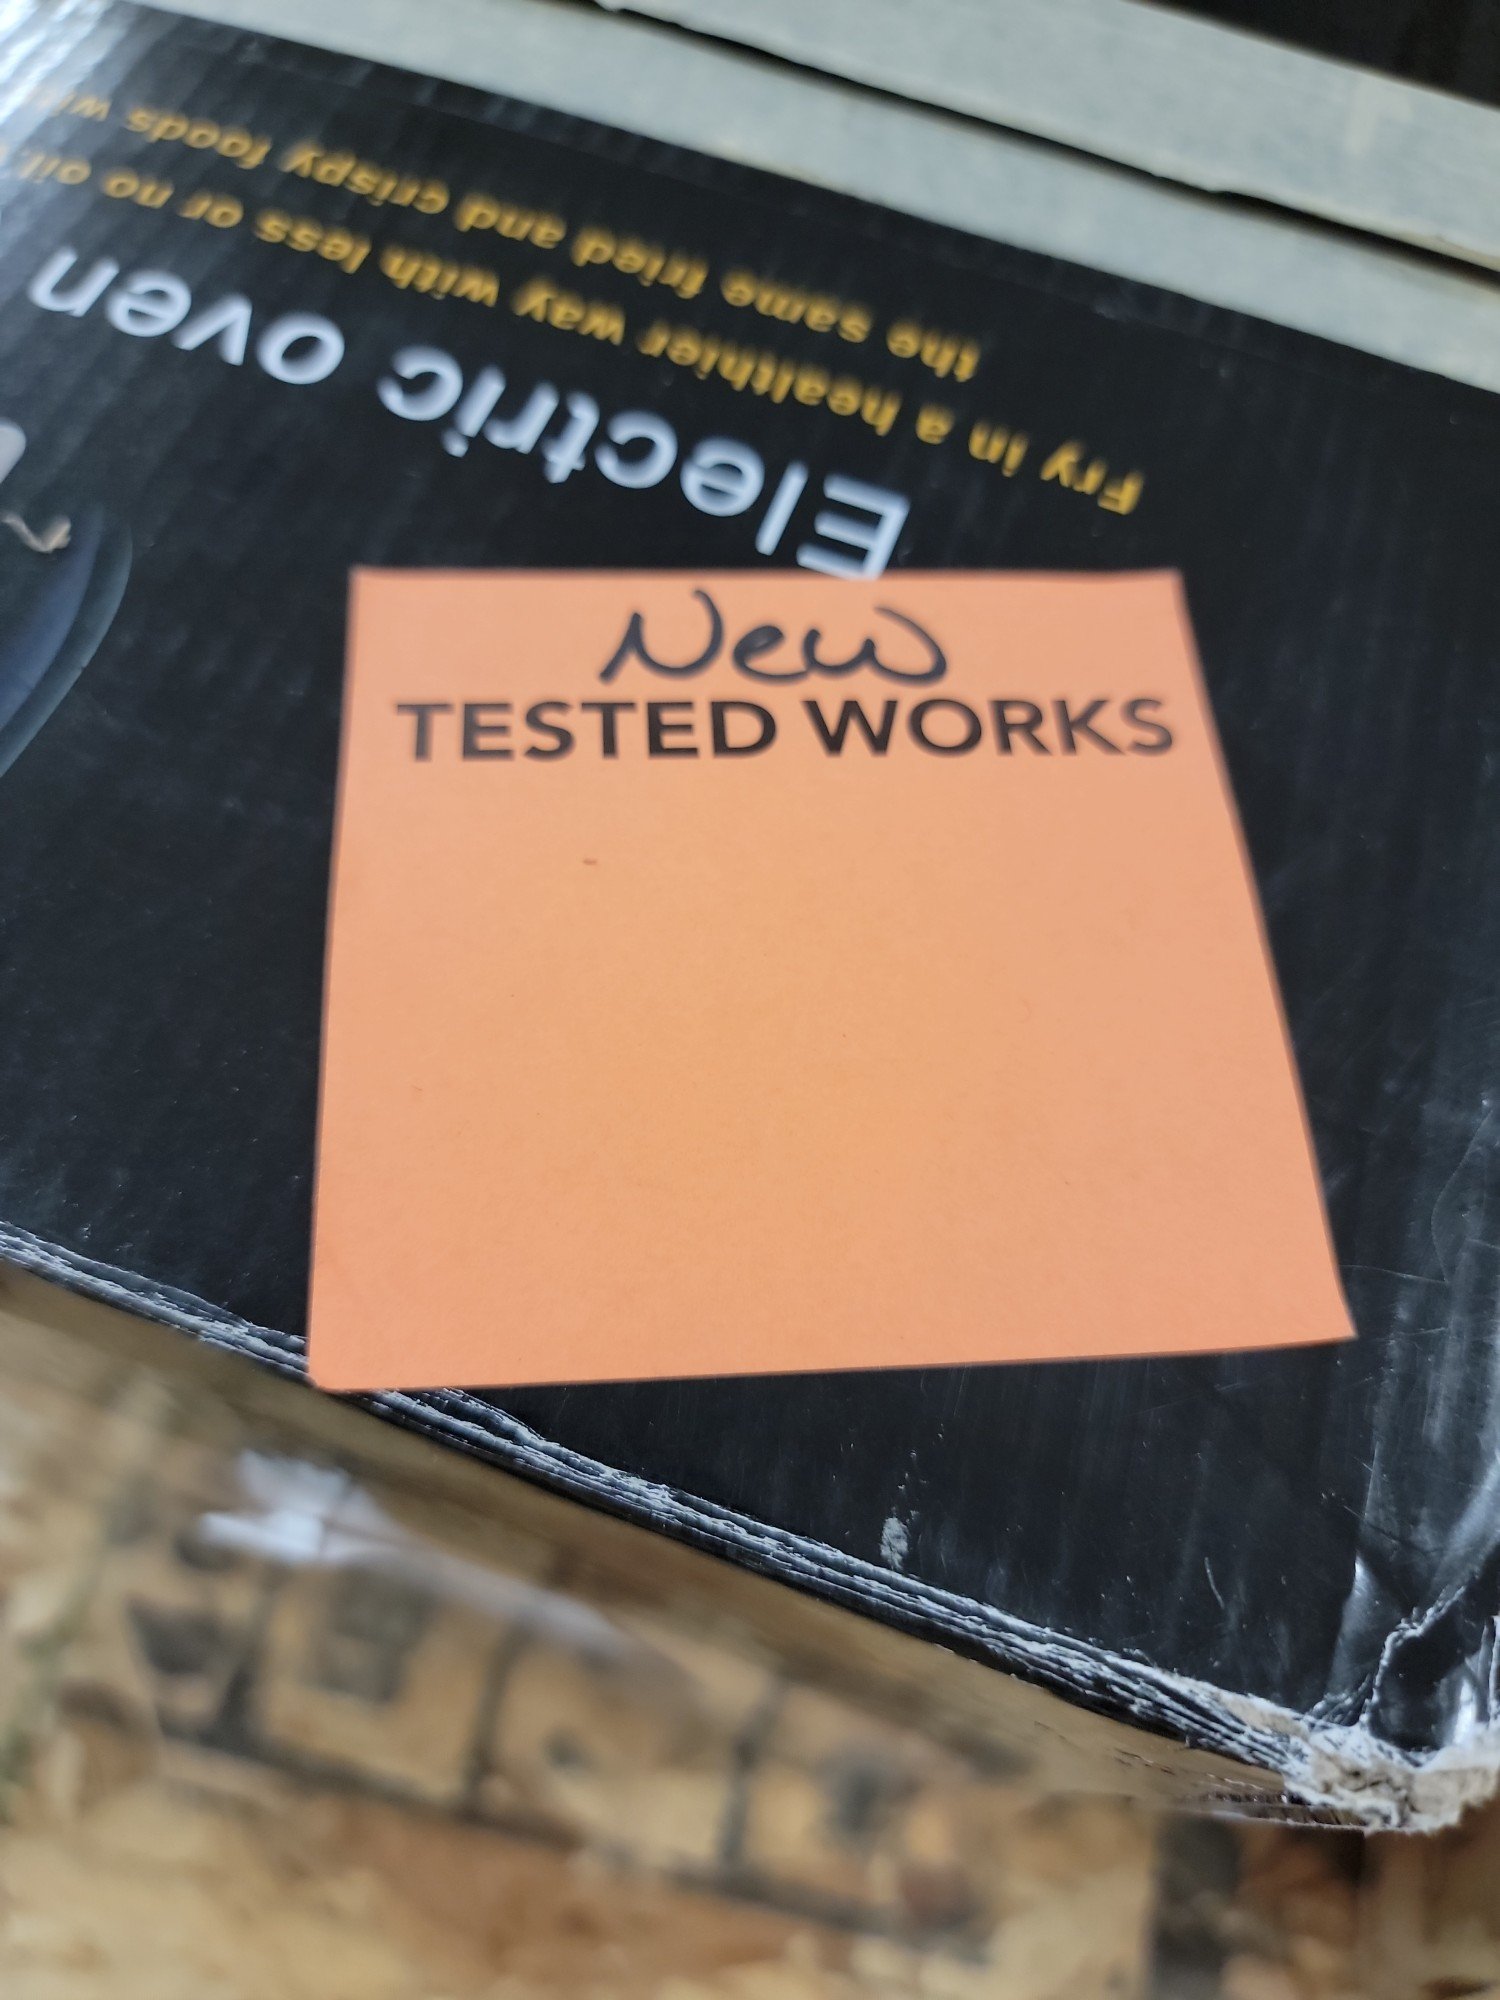 New
TESTED WORKS
Electric oven
Fry in a healthier way with less or no oil
the same fried and crispy foods